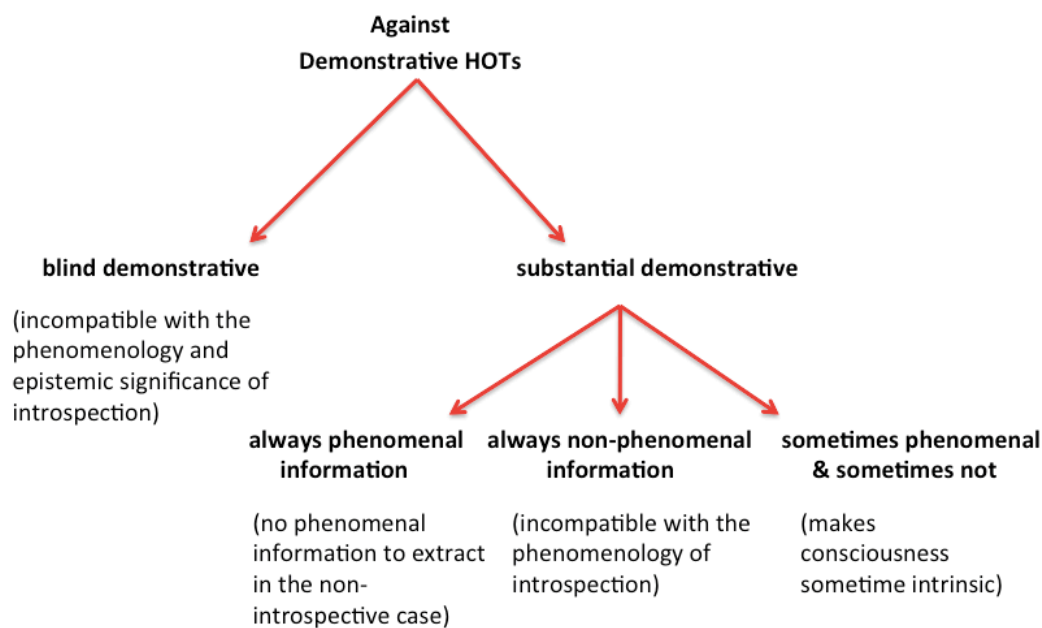 Against
Demonstrative HOTs
blind demonstrative
(incompatible with the
phenomenology and
epistemic significance of
introspection)
substantial demonstrative
always phenomenal
information
(no phenomenal
information to extract
in the non-
introspective case)
always non-phenomenal
information
(incompatible with the
phenomenology of
introspection)
sometimes phenomenal
& sometimes not
(makes
consciousness
sometime intrinsic)